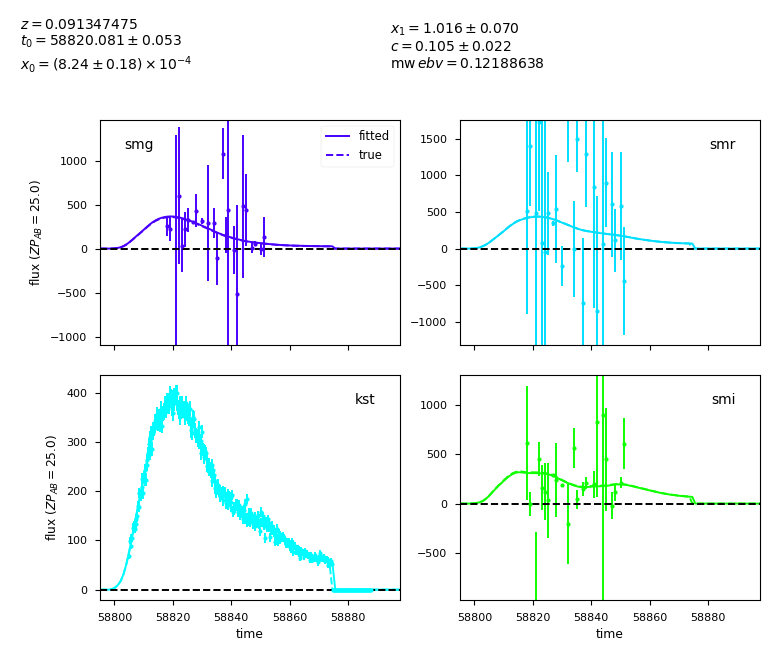 z = 0.091347475
t₀ = 58820.081 ± 0.053
x₀ = (8.24 ± 0.18) × 10⁻⁴
x₁ = 1.016 ± 0.070
c = 0.105 ± 0.022
mw ebv = 0.12188638
smg
fitted
true
1000
500
0
−500
−1000
flux (ZP_AB = 25.0)
smr
1500
1000
500
0
−500
−1000
kst
400
300
200
100
0
flux (ZP_AB = 25.0)
58800 58820 58840 58860 58880
time
smi
1000
500
0
−500
58800 58820 58840 58860 58880
time